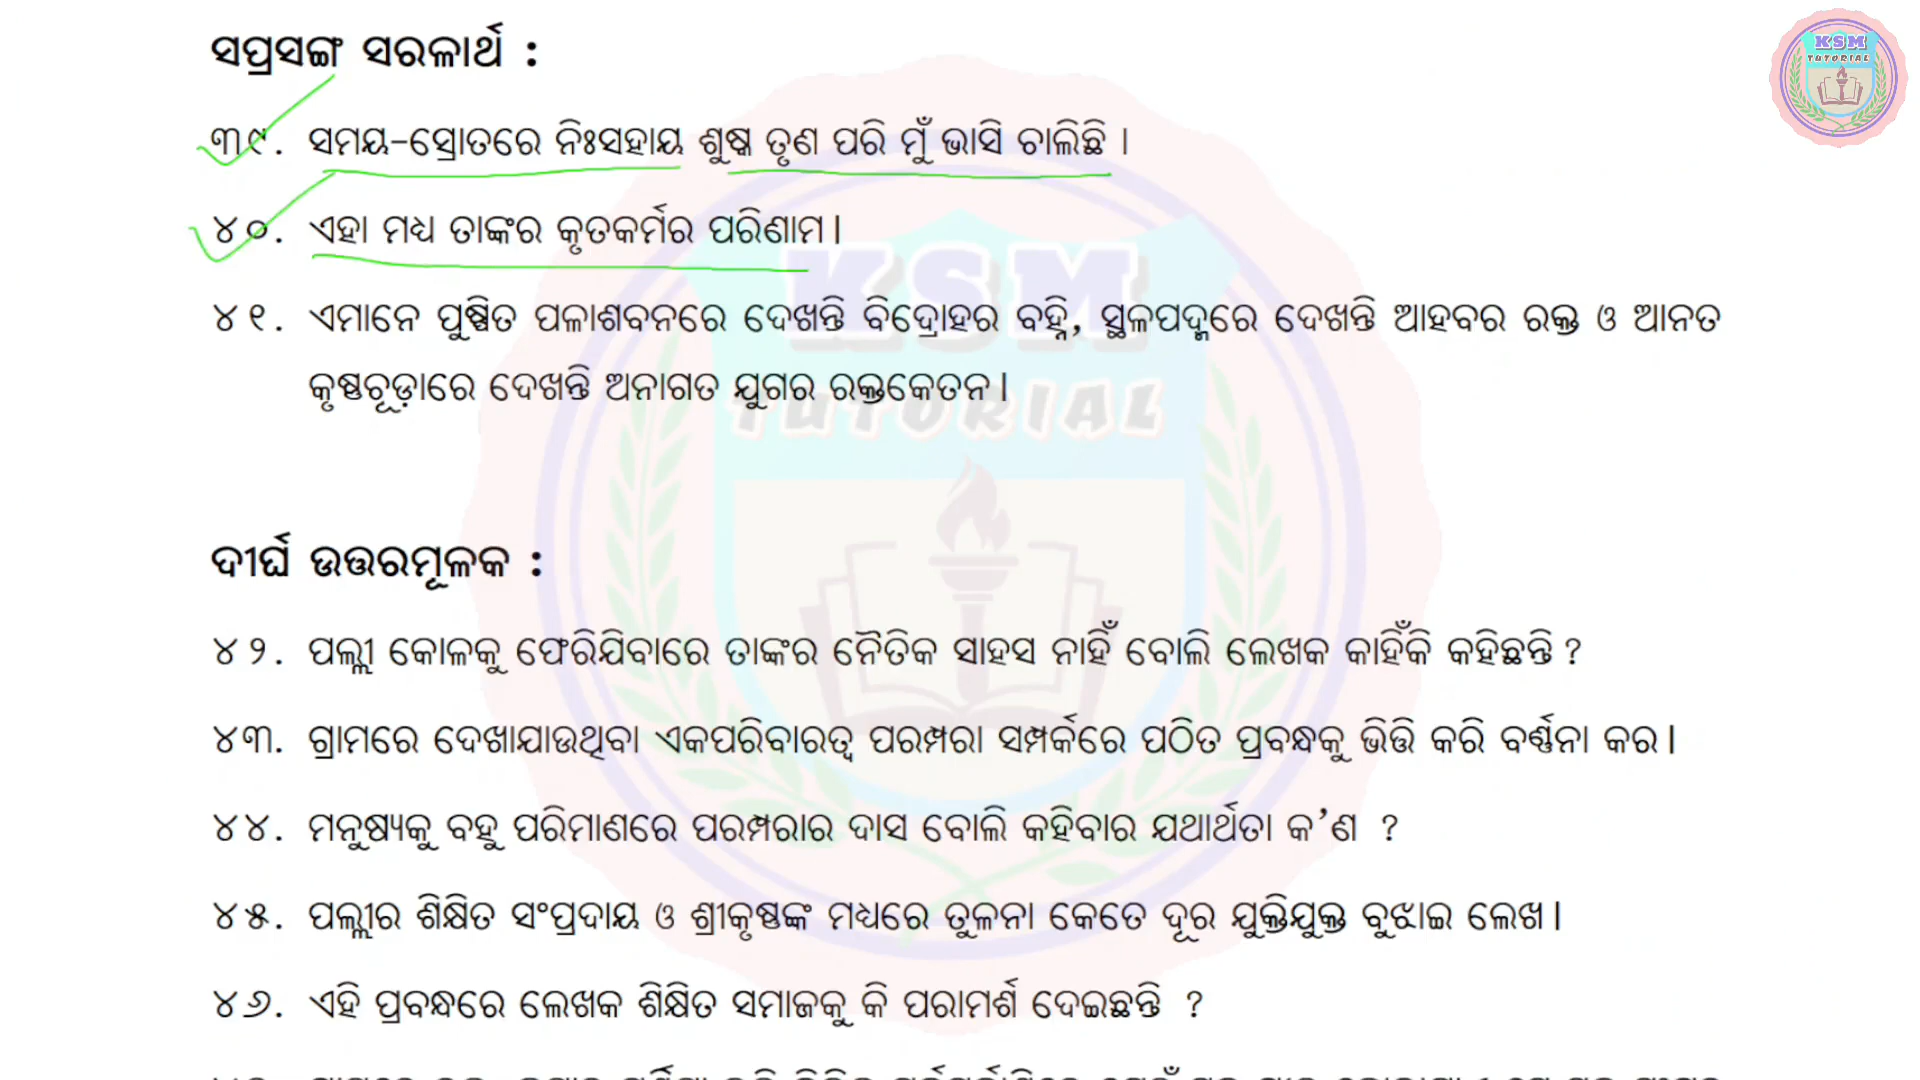 ସପ୍ରସଙ୍ଗ ସରଳାର୍ଥ :
KSM
TUTORIAL
୩୯. ସମୟ-ସ୍ରୋତରେ ନିଃସହାୟ ଶୁଷ୍କ ତୃଣ ପରି ମୁଁ ଭାସି ଚାଲିଛି ।
୪୦. ଏହା ମଧ୍ୟ ତାଙ୍କର କୃତକର୍ମର ପରିଣାମ।
୪୧. ଏମାନେ ପୁଷ୍ପିତ ପଳାଶବନରେ ଦେଖନ୍ତି ବିଦ୍ରୋହର ବହ୍ନି, ସ୍ଥଳପଦ୍ମରେ ଦେଖନ୍ତି ଆହବର ରକ୍ତ ଓ ଆନତ
କୃଷ୍ଣଚୂଡ଼ାରେ ଦେଖନ୍ତି ଅନାଗତ ଯୁଗର ରକ୍ତକେତନ।
KSM
TUTORIAL
ଦୀର୍ଘ ଉତ୍ତରମୂଳକ :
୪୨. ପଲ୍ଲୀ କୋଳକୁ ଫେରିଯିବାରେ ତାଙ୍କର ନୈତିକ ସାହସ ନାହିଁ ବୋଲି ଲେଖକ କାହିଁକି କହିଛନ୍ତି ?
୪୩. ଗ୍ରାମରେ ଦେଖାଯାଉଥିବା ଏକପରିବାରତ୍ୱ ପରମ୍ପରା ସମ୍ପର୍କରେ ପଠିତ ପ୍ରବନ୍ଧକୁ ଭିତ୍ତି କରି ବର୍ଣ୍ଣନା କର।
୪୪. ମନୁଷ୍ୟକୁ ବହୁ ପରିମାଣରେ ପରମ୍ପରାର ଦାସ ବୋଲି କହିବାର ଯଥାର୍ଥତା କ'ଣ ?
୪୫. ପଲ୍ଲୀର ଶିକ୍ଷିତ ସଂପ୍ରଦାୟ ଓ ଶ୍ରୀକୃଷ୍ଣଙ୍କ ମଧ୍ୟରେ ତୁଳନା କେତେ ଦୂର ଯୁକ୍ତିଯୁକ୍ତ ବୁଝାଇ ଲେଖ।
୪୬. ଏହି ପ୍ରବନ୍ଧରେ ଲେଖକ ଶିକ୍ଷିତ ସମାଜକୁ କି ପରାମର୍ଶ ଦେଇଛନ୍ତି ?